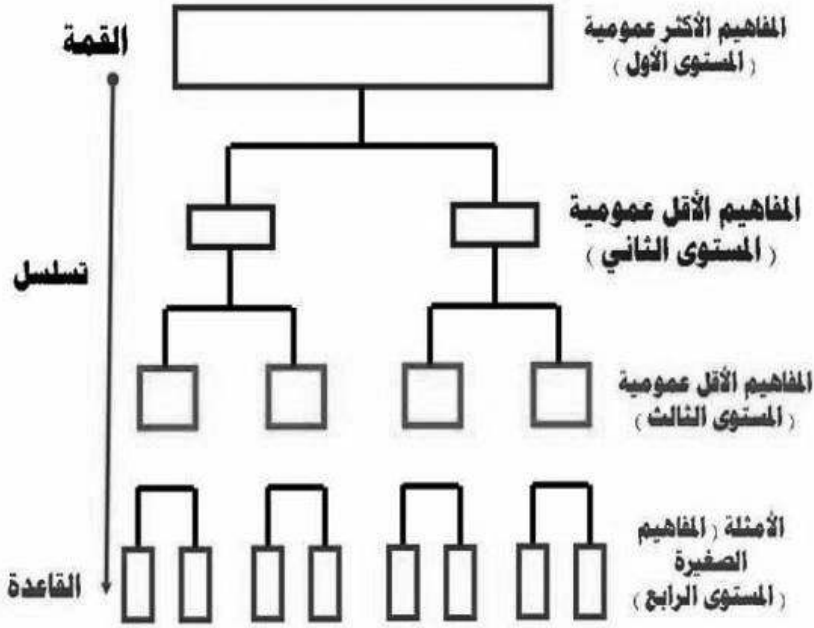 القمة
المفاهيم الأكثر عمومية
( المستوى الأول )
المفاهيم الأقل عمومية
( المستوى الثاني )
تسلسل
المفاهيم الأقل عمومية
( المستوى الثالث )
الأمثلة ( المفاهيم
الصغيرة
( المستوى الرابع )
القاعدة